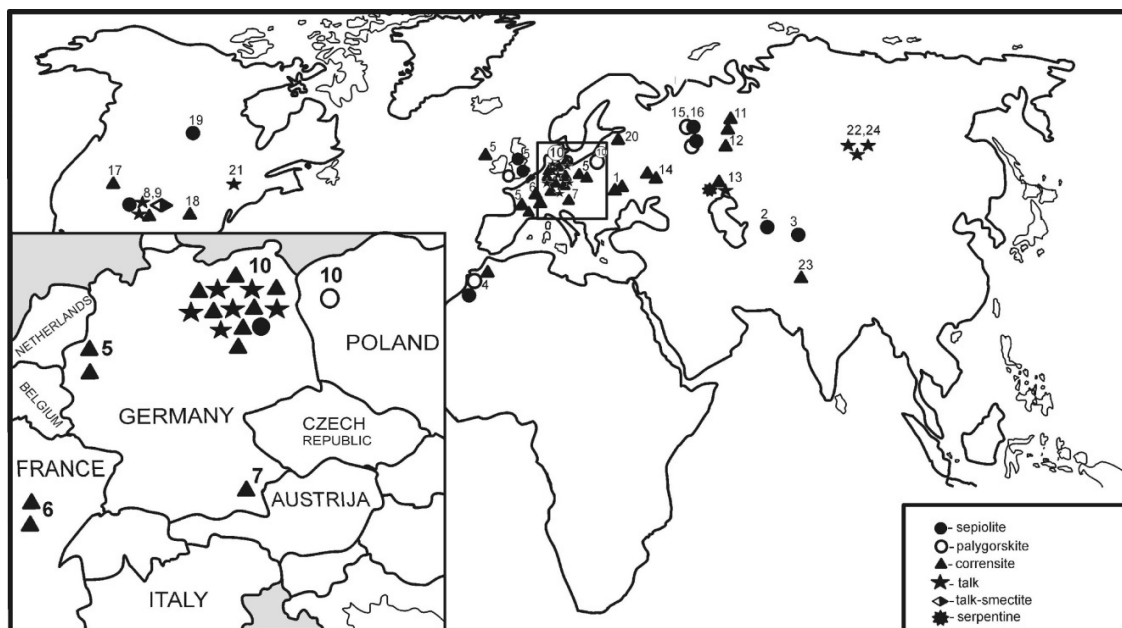 19
17
21
8,9
18
5
5
20
10
10
5
6
5
7
1
14
15,16
11
12
13
22,24
2
3
23
4
10
10
NETHERLANDS
5
POLAND
BELGIUM
GERMANY
CZECH
REPUBLIC
FRANCE
7
AUSTRIJA
6
ITALY
- sepiolite
- palygorskite
- corrensite
- talk
- talk-smectite
- serpentine